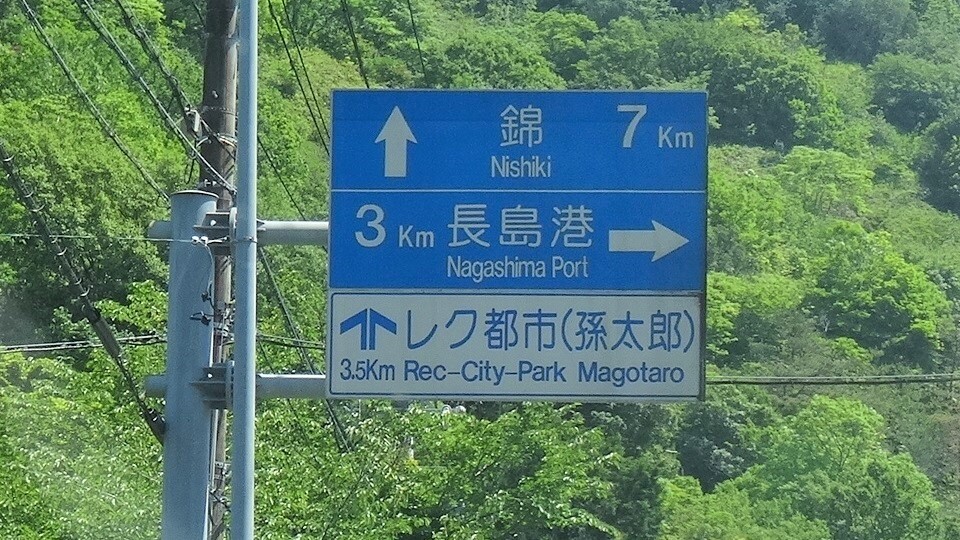 錦 7 Km
Nishiki
3 Km 長島港
Nagashima Port
レク都市(孫太郎)
3.5Km Rec-City-Park Magotaro